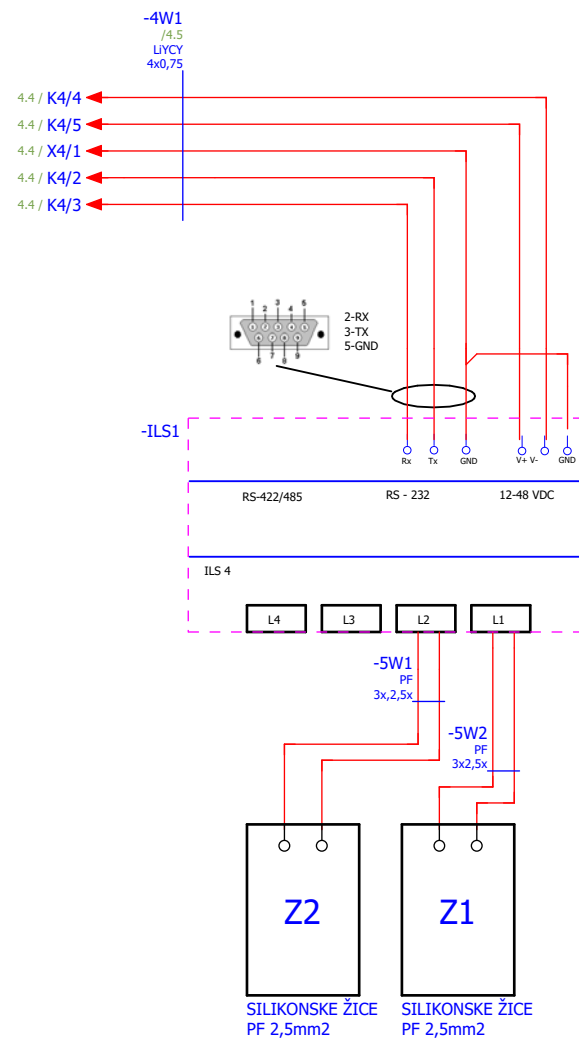 -4W1
/4.5
LiYCY
4x0,75
4.4 / K4/4
4.4 / K4/5
4.4 / X4/1
4.4 / K4/2
4.4 / K4/3
1 2 3 4 5
6 7 8 9
2-RX
3-TX
5-GND
-ILS1
Rx Tx GND V+ V- GND
RS-422/485 RS - 232 12-48 VDC
ILS 4
L4 L3 L2 L1
-5W1
PF
3x,2,5x
-5W2
PF
3x2,5x
Z2 Z1
SILIKONSKE ŽICE
PF 2,5mm2
SILIKONSKE ŽICE
PF 2,5mm2